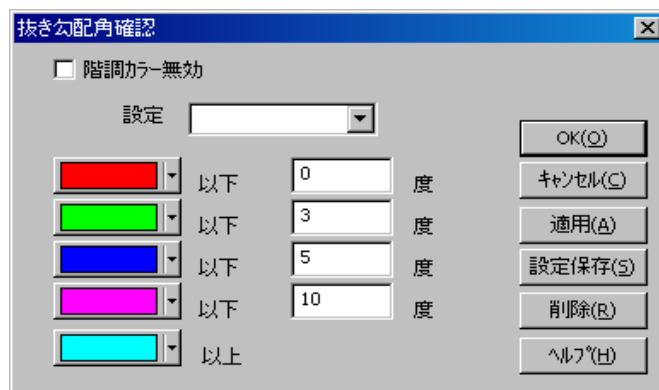 抜き勾配角確認
階調カラー無効
設定
OK(O)
以下 0 度
キャンセル(C)
以下 3 度
適用(A)
以下 5 度
設定保存(S)
以下 10 度
削除(R)
以上
ヘルプ(H)